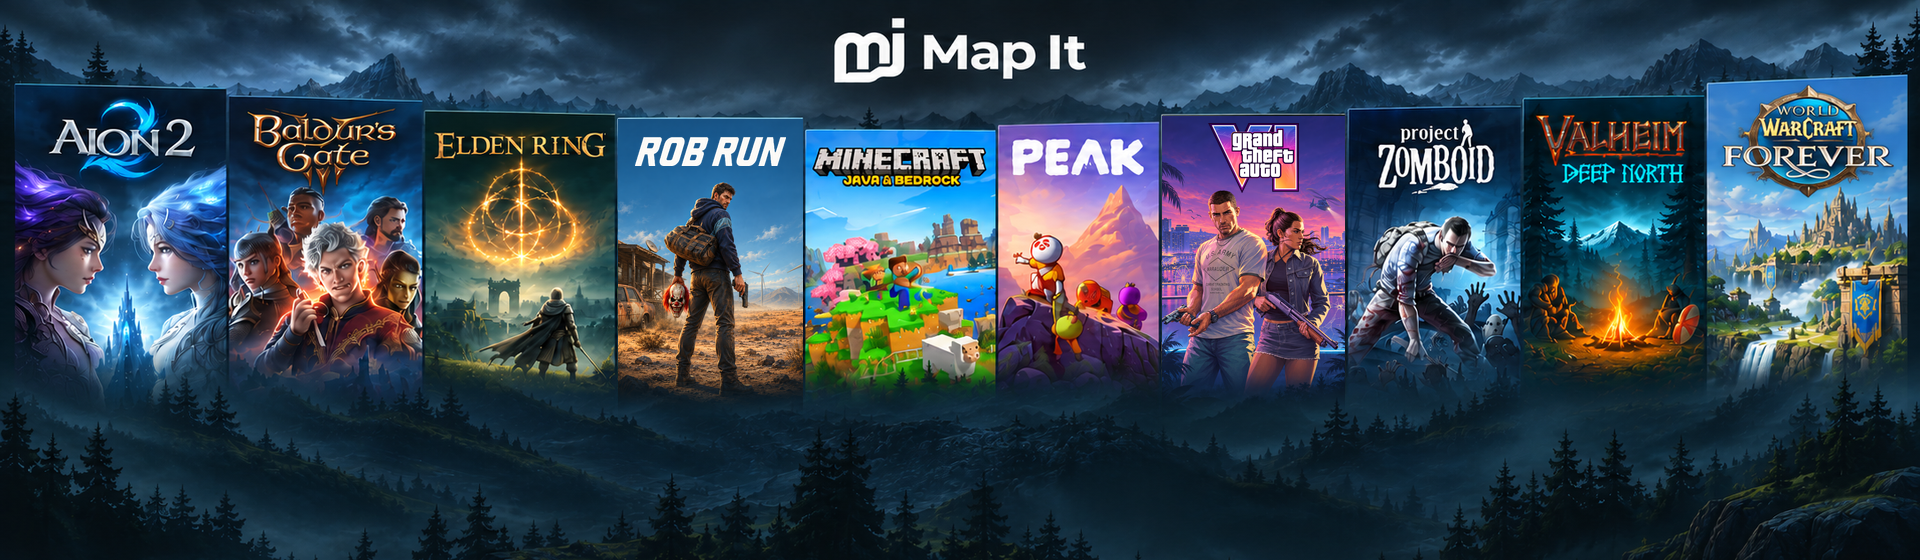 mj Map It
AION 2
BALDUR'S
GATE
III
ELDEN RING
ROB RUN
MINECRAFT
JAVA & BEDROCK
PEAK
VI
grand
theft
auto
project
ZOMBOID
VALHEIM
DEEP NORTH
WORLD
OF WARCRAFT
FOREVER